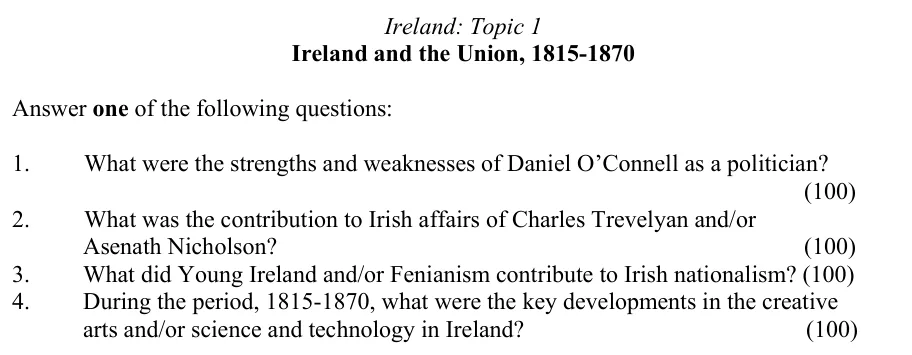 Ireland: Topic 1
Ireland and the Union, 1815-1870
Answer one of the following questions:
1. What were the strengths and weaknesses of Daniel O’Connell as a politician?
(100)
2. What was the contribution to Irish affairs of Charles Trevelyan and/or
Asenath Nicholson? (100)
3. What did Young Ireland and/or Fenianism contribute to Irish nationalism? (100)
4. During the period, 1815-1870, what were the key developments in the creative
arts and/or science and technology in Ireland? (100)